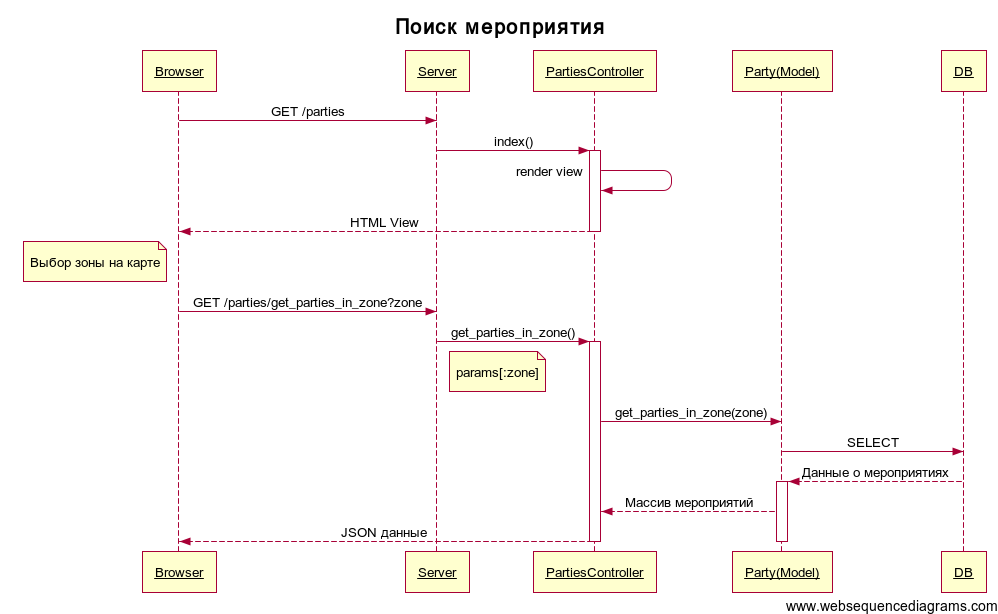 Поиск мероприятия
Browser
Server
PartiesController
Party(Model)
DB
GET /parties
index()
render view
HTML View
Выбор зоны на карте
GET /parties/get_parties_in_zone?zone
get_parties_in_zone()
params[:zone]
get_parties_in_zone(zone)
SELECT
Данные о мероприятиях
Массив мероприятий
JSON данные
Browser
Server
PartiesController
Party(Model)
DB
www.websequencediagrams.com